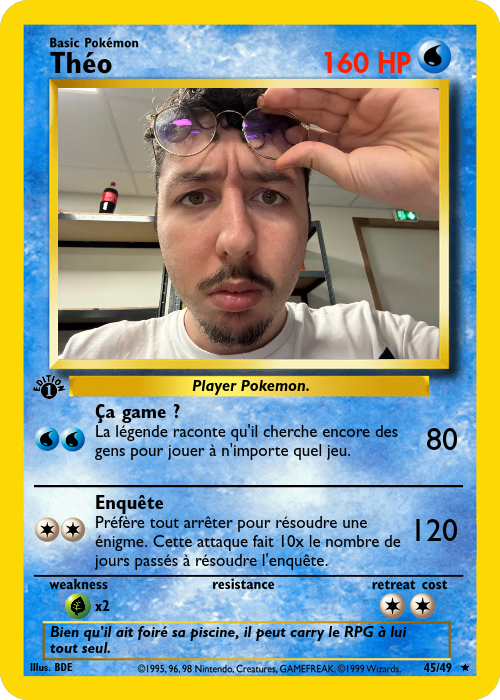 Basic Pokémon
Théo
160 HP
EDITION
1
Player Pokemon.
Ça game ?
La légende raconte qu'il cherche encore des
gens pour jouer à n'importe quel jeu.
80
Enquête
Préfère tout arrêter pour résoudre une
énigme. Cette attaque fait 10x le nombre de
jours passés à résoudre l'enquête.
120
weakness
resistance
retreat cost
x2
Bien qu'il ait foiré sa piscine, il peut carry le RPG à lui
tout seul.
Illus. BDE
©1995, 96, 98 Nintendo, Creatures, GAMEFREAK. ©1999 Wizards.
45/49